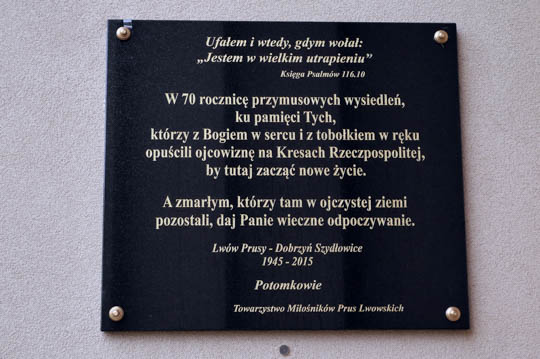 Ufałem i wtedy, gdym wołał:
„Jestem w wielkim utrapieniu”
Księga Psalmów 116.10
W 70 rocznicę przymusowych wysiedleń,
ku pamięci Tych,
którzy z Bogiem w sercu i z tobołkiem w ręku
opuścili ojcowiznę na Kresach Rzeczpospolitej,
by tutaj zacząć nowe życie.
A zmarłym, którzy tam w ojczystej ziemi
pozostali, daj Panie wieczne odpoczywanie.
Lwów Prusy - Dobrzyń Szydłowice
1945 - 2015
Potomkowie
Towarzystwo Miłośników Prus Lwowskich